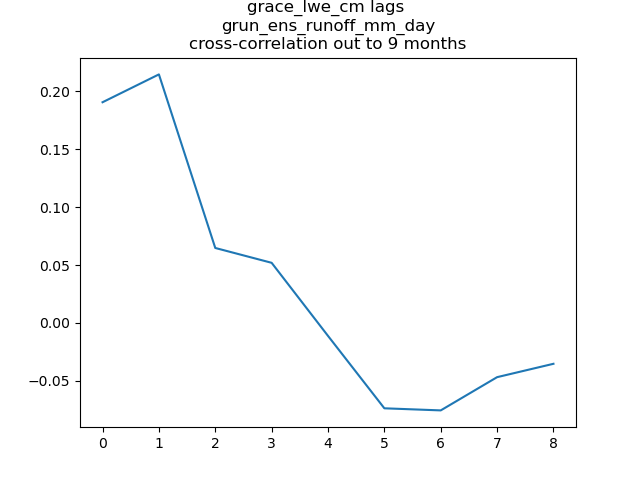 grace_lwe_cm lags
grun_ens_runoff_mm_day
cross-correlation out to 9 months
0.20
0.15
0.10
0.05
0.00
−0.05
0 1 2 3 4 5 6 7 8